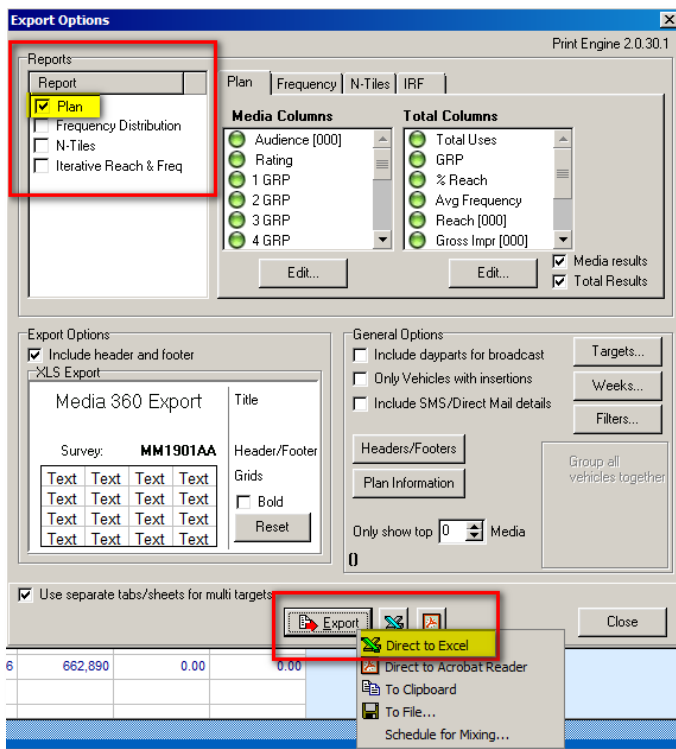 Export Options
Print Engine 2.0.30.1
Reports
Report
Plan
Frequency Distribution
N-Tiles
Iterative Reach & Freq
Plan Frequency N-Tiles IRF
Media Columns
Audience [000]
Rating
1 GRP
2 GRP
3 GRP
4 GRP
Edit...
Total Columns
Total Uses
GRP
% Reach
Avg Frequency
Reach [000]
Gross Impr [000]
Edit...
Media results
Total Results
Export Options
Include header and footer
XLS Export
Media 360 Export
Title
Survey: MM1901AA
Header/Footer
Text Text Text Text
Text Text Text Text
Text Text Text Text
Text Text Text Text
Grids
Bold
Reset
General Options
Include dayparts for broadcast
Only Vehicles with insertions
Include SMS/Direct Mail details
Targets...
Weeks...
Filters...
Headers/Footers
Plan Information
Group all
vehicles together
Only show top 0 Media
()
Use separate tabs/sheets for multi targets
Export
Close
Direct to Excel
Direct to Acrobat Reader
To Clipboard
To File...
Schedule for Mixing...
6 662,890 0.00 0.00